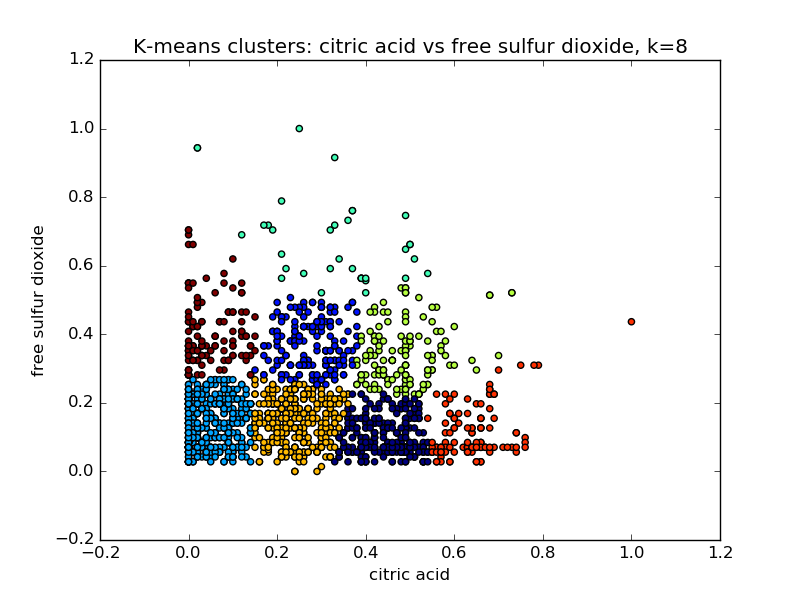 K-means clusters: citric acid vs free sulfur dioxide, k=8
1.2
1.0
0.8
0.6
0.4
0.2
0.0
−0.2
free sulfur dioxide
−0.2 0.0 0.2 0.4 0.6 0.8 1.0 1.2
citric acid